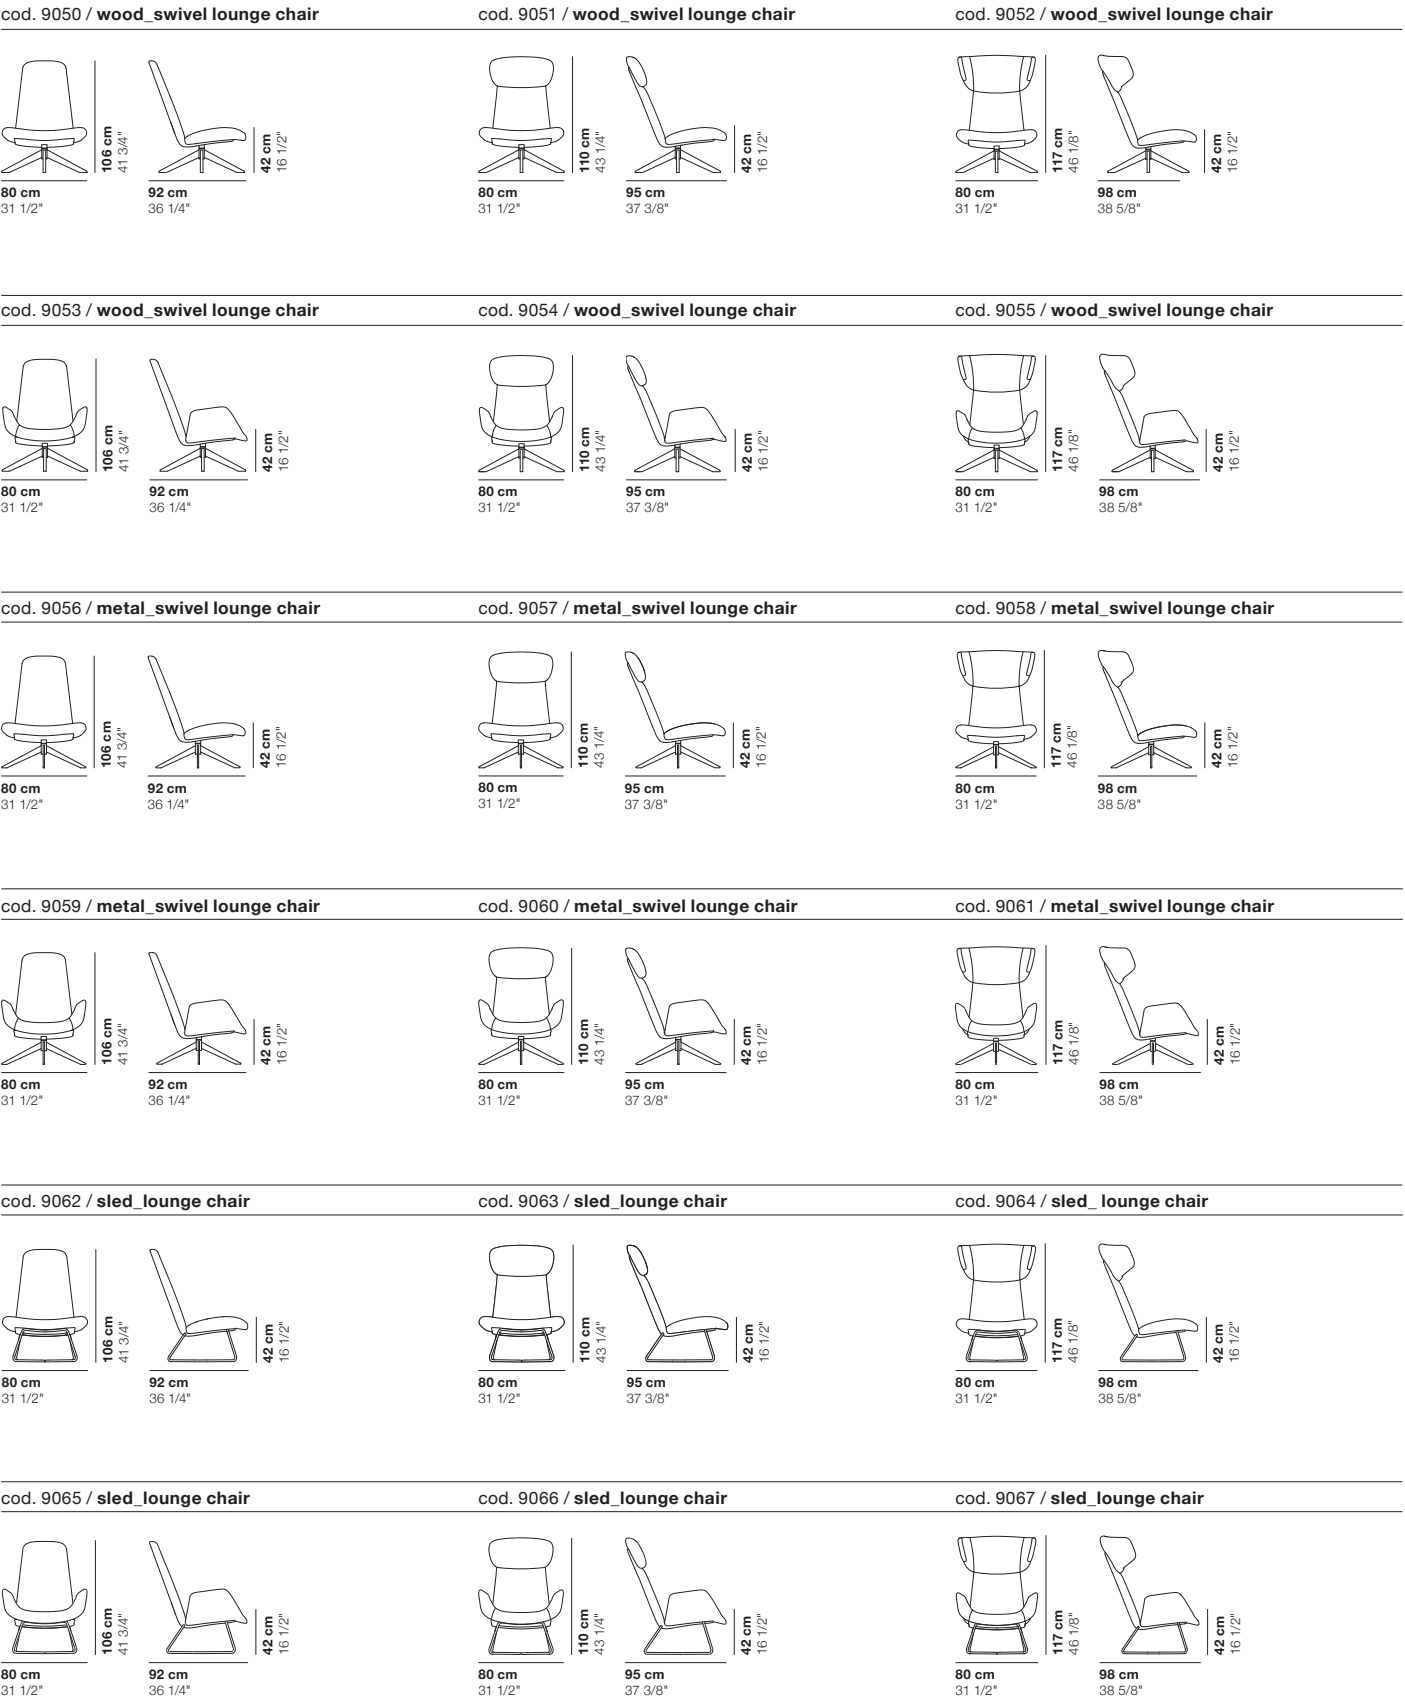 cod. 9050 / wood_swivel lounge chair
106 cm
41 3/4"
42 cm
16 1/2"
80 cm
31 1/2"
92 cm
36 1/4"
cod. 9051 / wood_swivel lounge chair
110 cm
43 1/4"
42 cm
16 1/2"
80 cm
31 1/2"
95 cm
37 3/8"
cod. 9052 / wood_swivel lounge chair
117 cm
46 1/8"
42 cm
16 1/2"
80 cm
31 1/2"
98 cm
38 5/8"
cod. 9053 / wood_swivel lounge chair
106 cm
41 3/4"
42 cm
16 1/2"
80 cm
31 1/2"
92 cm
36 1/4"
cod. 9054 / wood_swivel lounge chair
110 cm
43 1/4"
42 cm
16 1/2"
80 cm
31 1/2"
95 cm
37 3/8"
cod. 9055 / wood_swivel lounge chair
117 cm
46 1/8"
42 cm
16 1/2"
80 cm
31 1/2"
98 cm
38 5/8"
cod. 9056 / metal_swivel lounge chair
106 cm
41 3/4"
42 cm
16 1/2"
80 cm
31 1/2"
92 cm
36 1/4"
cod. 9057 / metal_swivel lounge chair
110 cm
43 1/4"
42 cm
16 1/2"
80 cm
31 1/2"
95 cm
37 3/8"
cod. 9058 / metal_swivel lounge chair
117 cm
46 1/8"
42 cm
16 1/2"
80 cm
31 1/2"
98 cm
38 5/8"
cod. 9059 / metal_swivel lounge chair
106 cm
41 3/4"
42 cm
16 1/2"
80 cm
31 1/2"
92 cm
36 1/4"
cod. 9060 / metal_swivel lounge chair
110 cm
43 1/4"
42 cm
16 1/2"
80 cm
31 1/2"
95 cm
37 3/8"
cod. 9061 / metal_swivel lounge chair
117 cm
46 1/8"
42 cm
16 1/2"
80 cm
31 1/2"
98 cm
38 5/8"
cod. 9062 / sled_lounge chair
106 cm
41 3/4"
42 cm
16 1/2"
80 cm
31 1/2"
92 cm
36 1/4"
cod. 9063 / sled_lounge chair
110 cm
43 1/4"
42 cm
16 1/2"
80 cm
31 1/2"
95 cm
37 3/8"
cod. 9064 / sled_ lounge chair
117 cm
46 1/8"
42 cm
16 1/2"
80 cm
31 1/2"
98 cm
38 5/8"
cod. 9065 / sled_lounge chair
106 cm
41 3/4"
42 cm
16 1/2"
80 cm
31 1/2"
92 cm
36 1/4"
cod. 9066 / sled_lounge chair
110 cm
43 1/4"
42 cm
16 1/2"
80 cm
31 1/2"
95 cm
37 3/8"
cod. 9067 / sled_lounge chair
117 cm
46 1/8"
42 cm
16 1/2"
80 cm
31 1/2"
98 cm
38 5/8"